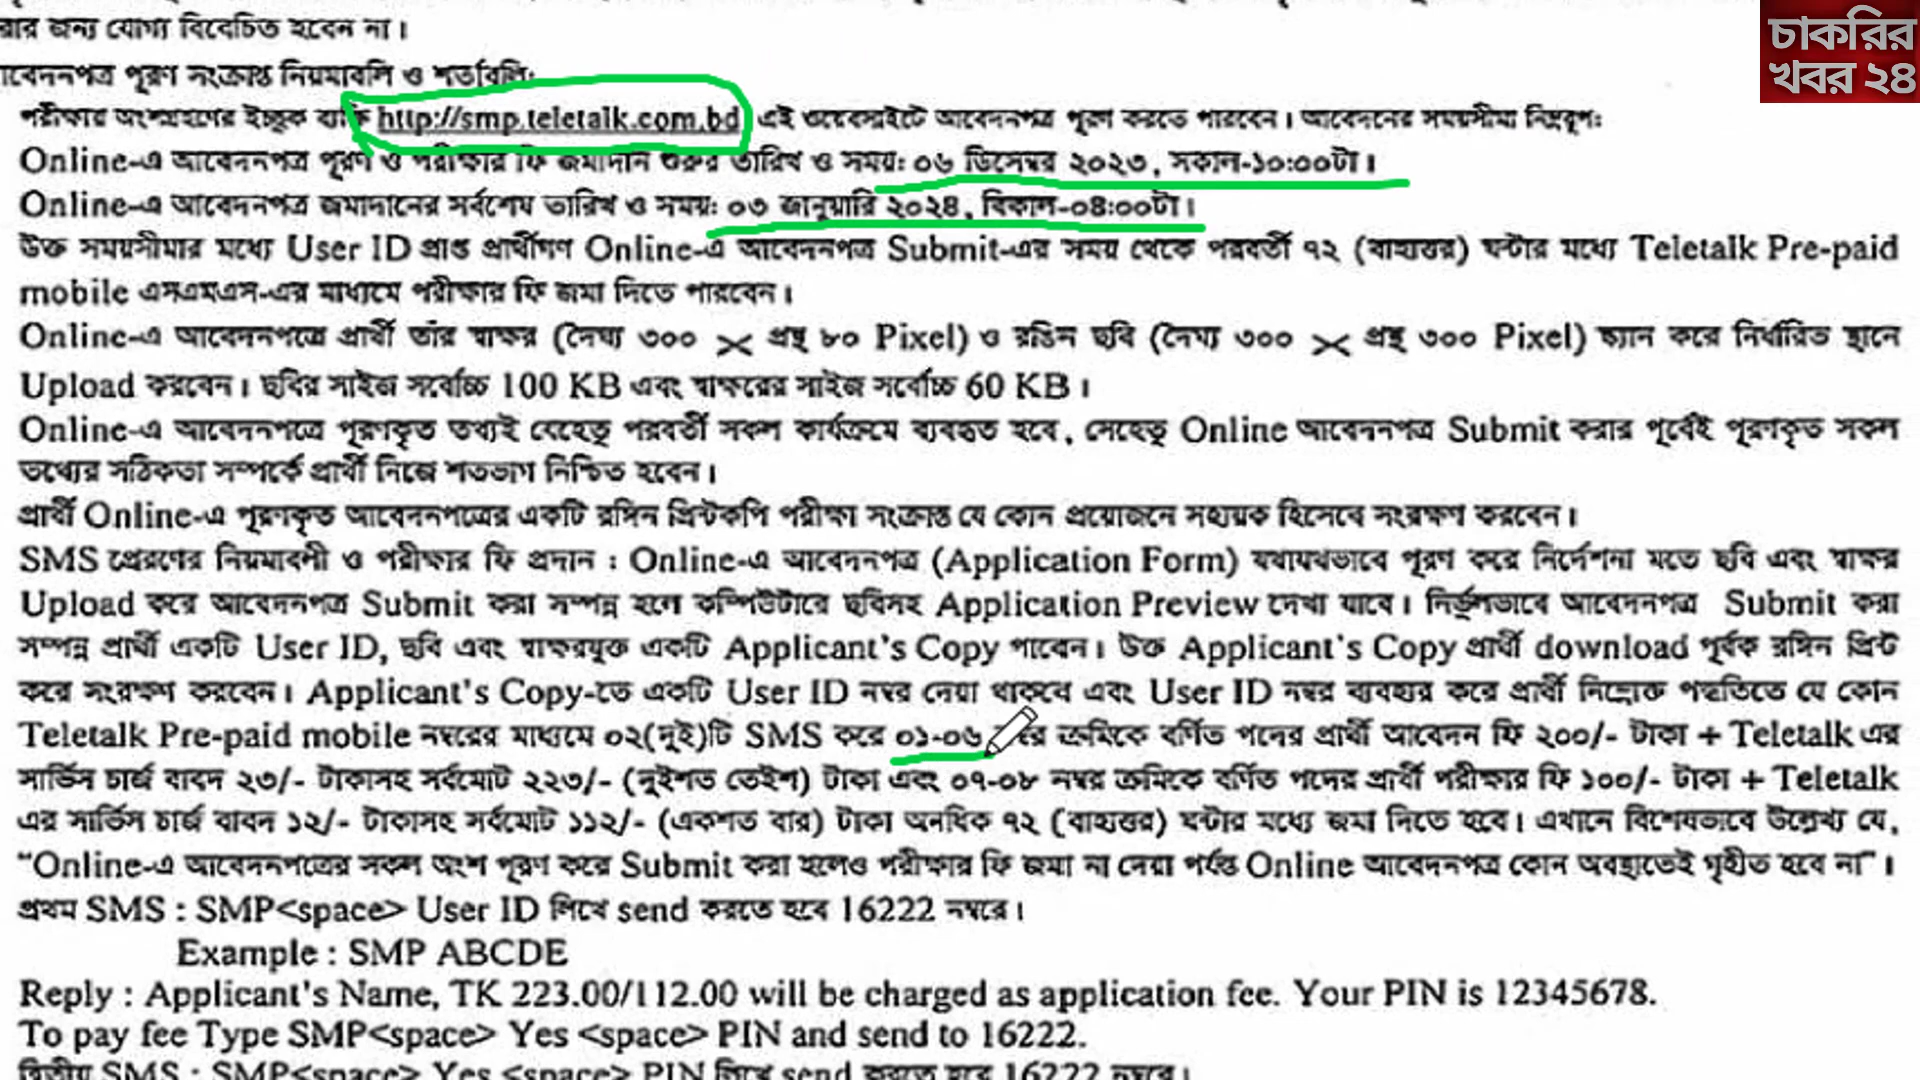 রার জন্য যোগ্য বিবেচিত হবেন না।
চাকরির
খবর ২৪
বেদনপত্র পূরণ সংক্রান্ত নিয়মাবলি ও শর্তাবলি:
পরীক্ষায় অংশগ্রহণের ইচ্ছুক ব্যক্তি http://smp.teletalk.com.bd এই ওয়েবসাইটে আবেদনপত্র পূরণ করতে পারবেন। আবেদনের সময়সীমা নিম্নরূপ:
Online-এ আবেদনপত্র পূরণ ও পরীক্ষার ফি জমাদান শুরুর তারিখ ও সময়: ০৬ ডিসেম্বর ২০২৩, সকাল-১০:০০টা।
Online-এ আবেদনপত্র জমাদানের সর্বশেষ তারিখ ও সময়: ০৩ জানুয়ারি ২০২৪, বিকাল-০৪:০০টা।
উক্ত সময়সীমার মধ্যে User ID প্রাপ্ত প্রার্থীগণ Online-এ আবেদনপত্র Submit-এর সময় থেকে পরবর্তী ৭২ (বাহাত্তর) ঘন্টার মধ্যে Teletalk Pre-paid
mobile এসএমএস-এর মাধ্যমে পরীক্ষার ফি জমা দিতে পারবেন।
Online-এ আবেদনপত্রে প্রার্থী তাঁর স্বাক্ষর (দৈঘ্য ৩০০ × প্রস্থ ৮০ Pixel) ও রঙিন ছবি (দৈঘ্য ৩০০ × প্রস্থ ৩০০ Pixel) স্ক্যান করে নির্ধারিত স্থানে
Upload করবেন। ছবির সাইজ সর্বোচ্চ 100 KB এবং স্বাক্ষরের সাইজ সর্বোচ্চ 60 KB।
Online-এ আবেদনপত্রে পূরণকৃত তথ্যই যেহেতু পরবর্তী সকল কার্যক্রমে ব্যবহৃত হবে, সেহেতু Online আবেদনপত্র Submit করার পূর্বেই পূরণকৃত সকল
তথ্যের সঠিকতা সম্পর্কে প্রার্থী নিজে শতভাগ নিশ্চিত হবেন।
প্রার্থী Online-এ পূরণকৃত আবেদনপত্রের একটি রঙ্গিন প্রিন্টকপি পরীক্ষা সংক্রান্ত যে কোন প্রয়োজনে সহায়ক হিসেবে সংরক্ষণ করবেন।
SMS প্রেরণের নিয়মাবলী ও পরীক্ষার ফি প্রদান : Online-এ আবেদনপত্র (Application Form) যথাযথভাবে পূরণ করে নির্দেশনা মতে ছবি এবং স্বাক্ষর
Upload করে আবেদনপত্র Submit করা সম্পন্ন হলে কম্পিউটারে ছবিসহ Application Preview দেখা যাবে। নির্ভুলভাবে আবেদনপত্র Submit করা
সম্পন্ন প্রার্থী একটি User ID, ছবি এবং স্বাক্ষরযুক্ত একটি Applicant's Copy পাবেন। উক্ত Applicant's Copy প্রার্থী download পূর্বক রঙ্গিন প্রিন্ট
করে সংরক্ষণ করবেন। Applicant's Copy-তে একটি User ID নম্বর দেয়া থাকবে এবং User ID নম্বর ব্যবহার করে প্রার্থী নিম্নোক্ত পদ্ধতিতে যে কোন
Teletalk Pre-paid mobile নম্বরের মাধ্যমে ০২(দুই)টি SMS করে ০১-০৬ ক্রমিকে বর্ণিত পদের প্রার্থী আবেদন ফি ২০০/- টাকা + Teletalk এর
সার্ভিস চার্জ বাবদ ২৩/- টাকাসহ সর্বমোট ২২৩/- (দুইশত তেইশ) টাকা এবং ০৭-০৮ নম্বর ক্রমিকে বর্ণিত পদের প্রার্থী পরীক্ষার ফি ১০০/- টাকা + Teletalk
এর সার্ভিস চার্জ বাবদ ১২/- টাকাসহ সর্বমোট ১১২/- (একশত বার) টাকা অনধিক ৭২ (বাহাত্তর) ঘন্টার মধ্যে জমা দিতে হবে। এখানে বিশেষভাবে উল্লেখ্য যে,
"Online-এ আবেদনপত্রের সকল অংশ পূরণ করে Submit করা হলেও পরীক্ষার ফি জমা না দেয়া পর্যন্ত Online আবেদনপত্র কোন অবস্থাতেই গৃহীত হবে না"।
প্রথম SMS : SMP<space> User ID লিখে send করতে হবে 16222 নম্বরে।
Example : SMP ABCDE
Reply : Applicant's Name, TK 223.00/112.00 will be charged as application fee. Your PIN is 12345678.
To pay fee Type SMP<space> Yes <space> PIN and send to 16222.
দ্বিতীয় SMS : SMP<space> Yes <space> PIN লিখে send করতে হবে 16222 নম্বরে।